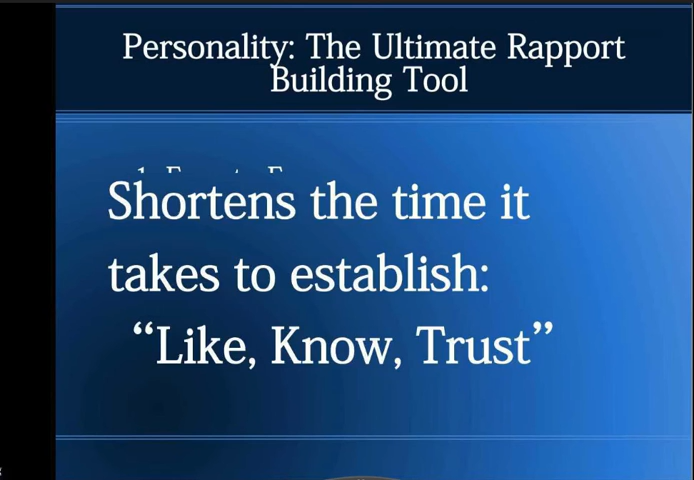 Personality: The Ultimate Rapport
Building Tool
Shortens the time it
takes to establish:
“Like, Know, Trust”